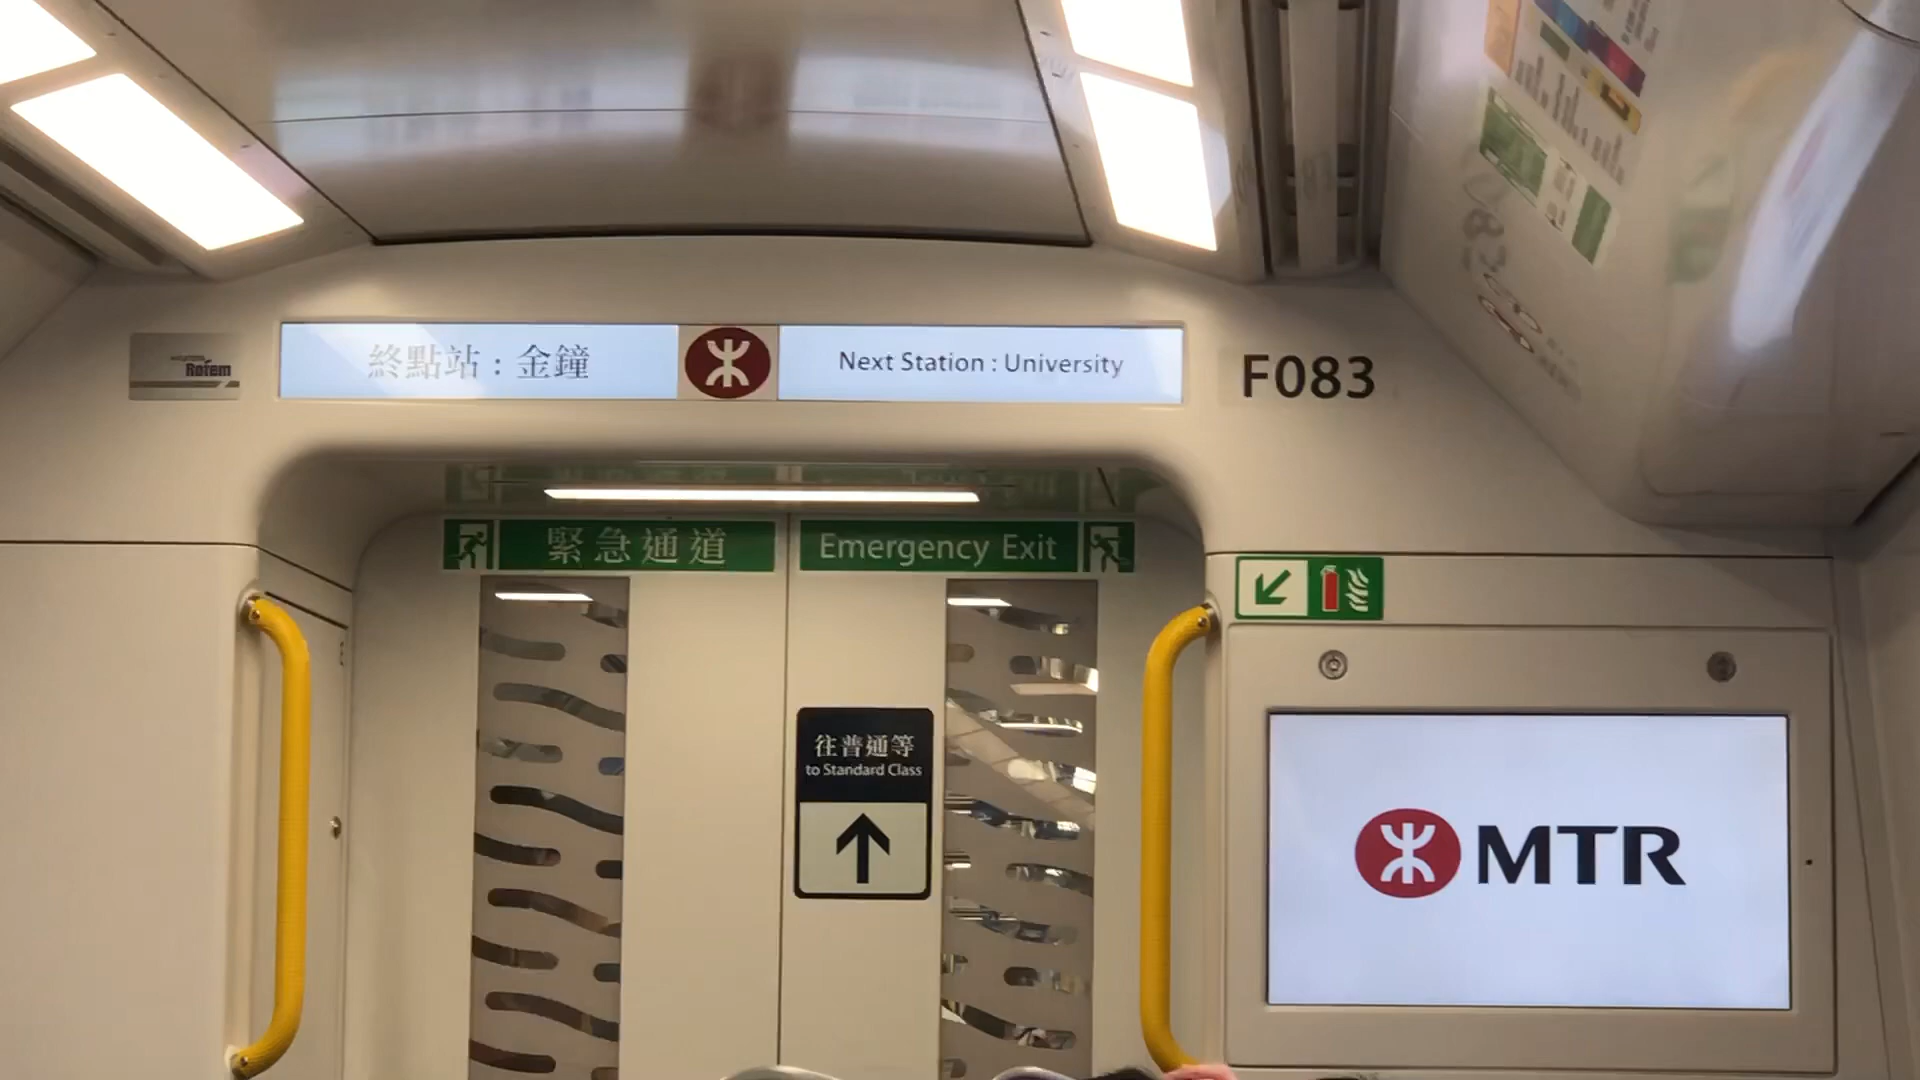 Rotem
終點站：金鐘
Next Station : University
F083
緊急通道
Emergency Exit
往普通等
to Standard Class
MTR